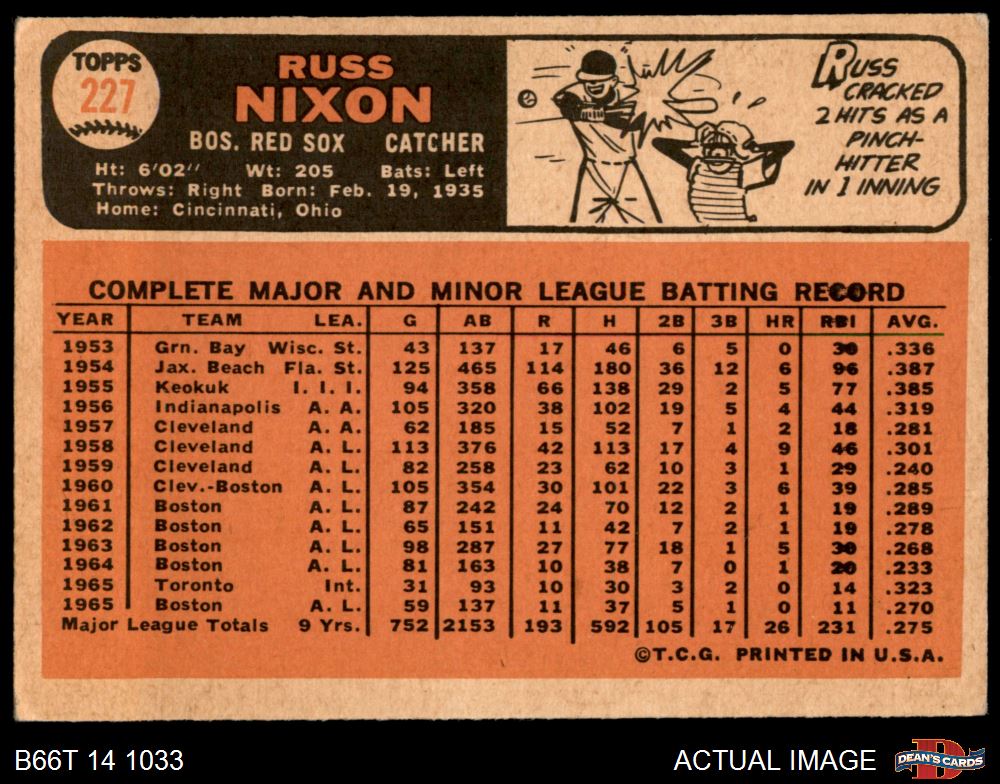 TOPPS
227
RUSS
NIXON
BOS. RED SOX CATCHER
Ht: 6'02" Wt: 205 Bats: Left
Throws: Right Born: Feb. 19, 1935
Home: Cincinnati, Ohio
RUSS
CRACKED
2 HITS AS A
PINCH-
HITTER
IN 1 INNING
COMPLETE MAJOR AND MINOR LEAGUE BATTING RECORD
YEAR TEAM LEA. G AB R H 2B 3B HR RBI AVG.
1953 Grn. Bay Wisc. St. 43 137 17 46 6 5 0 30 .336
1954 Jax. Beach Fla. St. 125 465 114 180 36 12 6 96 .387
1955 Keokuk I. I. I. 94 358 66 138 29 2 5 77 .385
1956 Indianapolis A. A. 105 320 38 102 19 5 4 44 .319
1957 Cleveland A. A. 62 185 15 52 7 1 2 18 .281
1958 Cleveland A. L. 113 376 42 113 17 4 9 46 .301
1959 Cleveland A. L. 82 258 23 62 10 3 1 29 .240
1960 Clev.-Boston A. L. 105 354 30 101 22 3 6 39 .285
1961 Boston A. L. 87 242 24 70 12 2 1 19 .289
1962 Boston A. L. 65 151 11 42 7 2 1 19 .278
1963 Boston A. L. 98 287 27 77 18 1 5 30 .268
1964 Boston A. L. 81 163 10 38 7 0 1 20 .233
1965 Toronto Int. 31 93 10 30 3 2 0 14 .323
1965 Boston A. L. 59 137 11 37 5 1 0 11 .270
Major League Totals 9 Yrs. 752 2153 193 592 105 17 26 231 .275
©T.C.G. PRINTED IN U.S.A.
B66T 14 1033 ACTUAL IMAGE DEAN'S CARDS